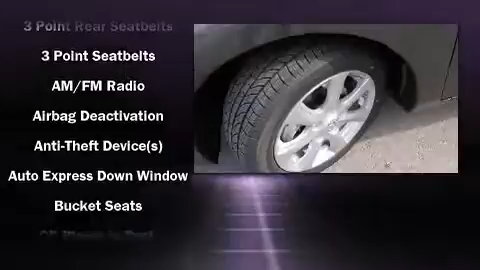 3 Point Rear Seatbelts
3 Point Seatbelts
AM/FM Radio
Airbag Deactivation
Anti-Theft Device(s)
Auto Express Down Window
Bucket Seats